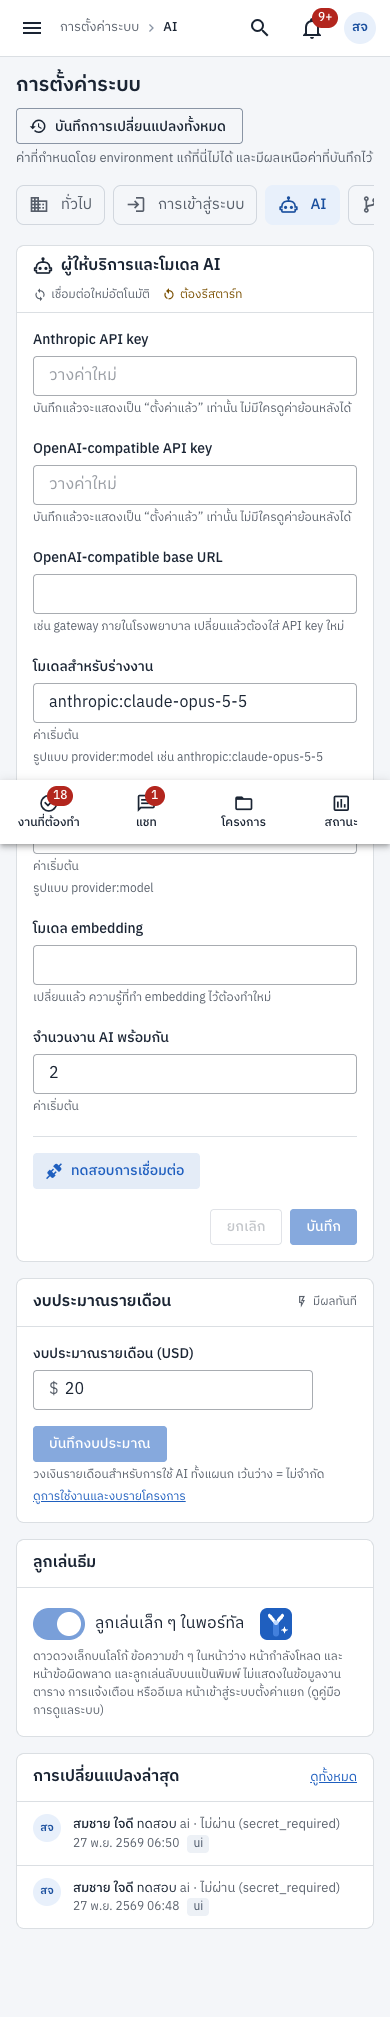 การตั้งค่าระบบ > AI
9+
สจ
การตั้งค่าระบบ
บันทึกการเปลี่ยนแปลงทั้งหมด
ค่าที่กำหนดโดย environment แก้ที่นี่ไม่ได้ และมีผลเหนือค่าที่บันทึกไว้
ทั่วไป
การเข้าสู่ระบบ
AI
ผู้ให้บริการและโมเดล AI
เชื่อมต่อใหม่อัตโนมัติ
ต้องรีสตาร์ท
Anthropic API key
วางค่าใหม่
บันทึกแล้วจะแสดงเป็น “ตั้งค่าแล้ว” เท่านั้น ไม่มีใครดูค่าย้อนหลังได้
OpenAI-compatible API key
วางค่าใหม่
บันทึกแล้วจะแสดงเป็น “ตั้งค่าแล้ว” เท่านั้น ไม่มีใครดูค่าย้อนหลังได้
OpenAI-compatible base URL
เช่น gateway ภายในโรงพยาบาล เปลี่ยนแล้วต้องใส่ API key ใหม่
โมเดลสำหรับร่างงาน
anthropic:claude-opus-5-5
ค่าเริ่มต้น
รูปแบบ provider:model เช่น anthropic:claude-opus-5-5
18
1
งานที่ต้องทำ
แชท
โครงการ
สถานะ
ค่าเริ่มต้น
รูปแบบ provider:model
โมเดล embedding
เปลี่ยนแล้ว ความรู้ที่ทำ embedding ไว้ต้องทำใหม่
จำนวนงาน AI พร้อมกัน
2
ค่าเริ่มต้น
ทดสอบการเชื่อมต่อ
ยกเลิก
บันทึก
งบประมาณรายเดือน
มีผลทันที
งบประมาณรายเดือน (USD)
$ 20
บันทึกงบประมาณ
วงเงินรายเดือนสำหรับการใช้ AI ทั้งแผนก เว้นว่าง = ไม่จำกัด
ดูการใช้งานและงบรายโครงการ
ลูกเล่นธีม
ลูกเล่นเล็ก ๆ ในพอร์ทัล
ดาวดวงเล็กบนโลโก้ ข้อความขำ ๆ ในหน้าว่าง หน้ากำลังโหลด และ
หน้าข้อผิดพลาด และลูกเล่นลับบนแป้นพิมพ์ ไม่แสดงในข้อมูลงาน
ตาราง การแจ้งเตือน หรืออีเมล หน้าเข้าสู่ระบบตั้งค่าแยก (ดูคู่มือ
การดูแลระบบ)
การเปลี่ยนแปลงล่าสุด
ดูทั้งหมด
สจ
สมชาย ใจดี ทดสอบ ai · ไม่ผ่าน (secret_required)
27 พ.ย. 2569 06:50 ui
สจ
สมชาย ใจดี ทดสอบ ai · ไม่ผ่าน (secret_required)
27 พ.ย. 2569 06:48 ui